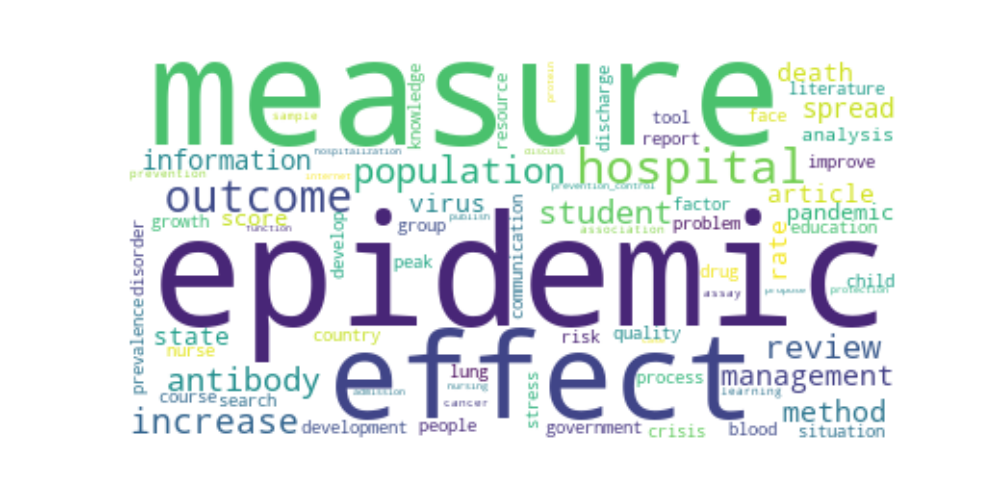 measure
knowledge
resource
protein
discharge
death
literature
sample
tool
face
spread
report
analysis
information
hospitalization
discuss
population
hospital
improve
prevention
internet
prevention_control
outcome
virus
article
growth
score
function
develop
group
publish
communication
student
factor
association
problem
pandemic
education
rate
epidemic
disorder
prevalence
peak
drug
assay
propose
protection
child
state
country
risk
quality
nurse
effect
review
antibody
lung
process
management
course
search
admission
nursing
cancer
stress
learning
increase
development
people
government
crisis
blood
method
situation